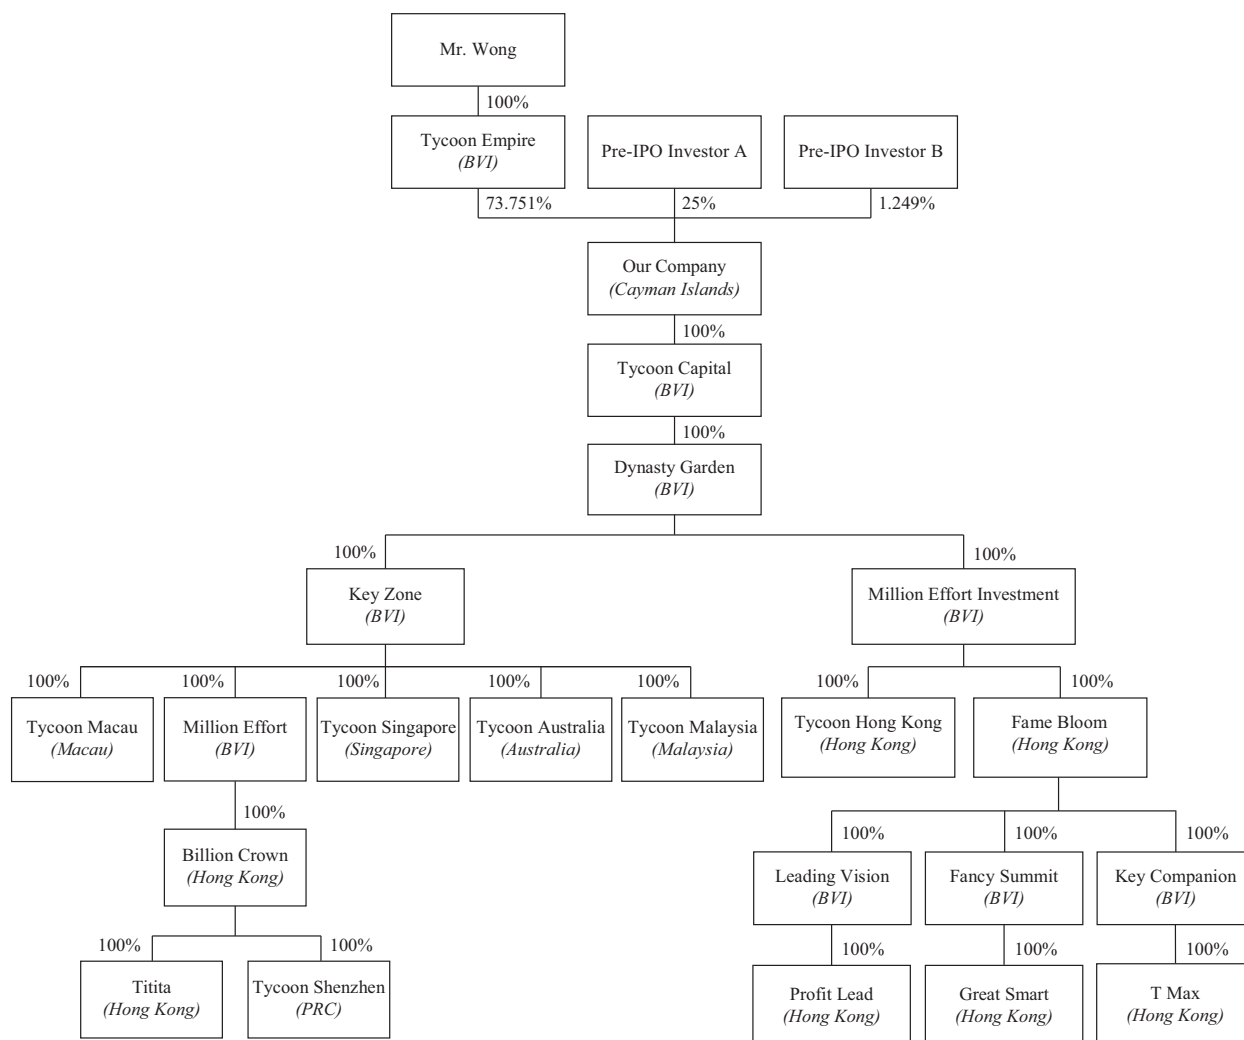 Mr. Wong
100%
Tycoon Empire
(BVI)
Pre-IPO Investor A
Pre-IPO Investor B
73.751%
25%
1.249%
Our Company
(Cayman Islands)
100%
Tycoon Capital
(BVI)
100%
Dynasty Garden
(BVI)
100%
100%
Key Zone
(BVI)
Million Effort Investment
(BVI)
100%
100%
100%
100%
100%
100%
100%
Tycoon Macau
(Macau)
Million Effort
(BVI)
Tycoon Singapore
(Singapore)
Tycoon Australia
(Australia)
Tycoon Malaysia
(Malaysia)
Tycoon Hong Kong
(Hong Kong)
Fame Bloom
(Hong Kong)
100%
100%
100%
100%
Billion Crown
(Hong Kong)
Leading Vision
(BVI)
Fancy Summit
(BVI)
Key Companion
(BVI)
100%
100%
100%
100%
100%
Titita
(Hong Kong)
Tycoon Shenzhen
(PRC)
Profit Lead
(Hong Kong)
Great Smart
(Hong Kong)
T Max
(Hong Kong)